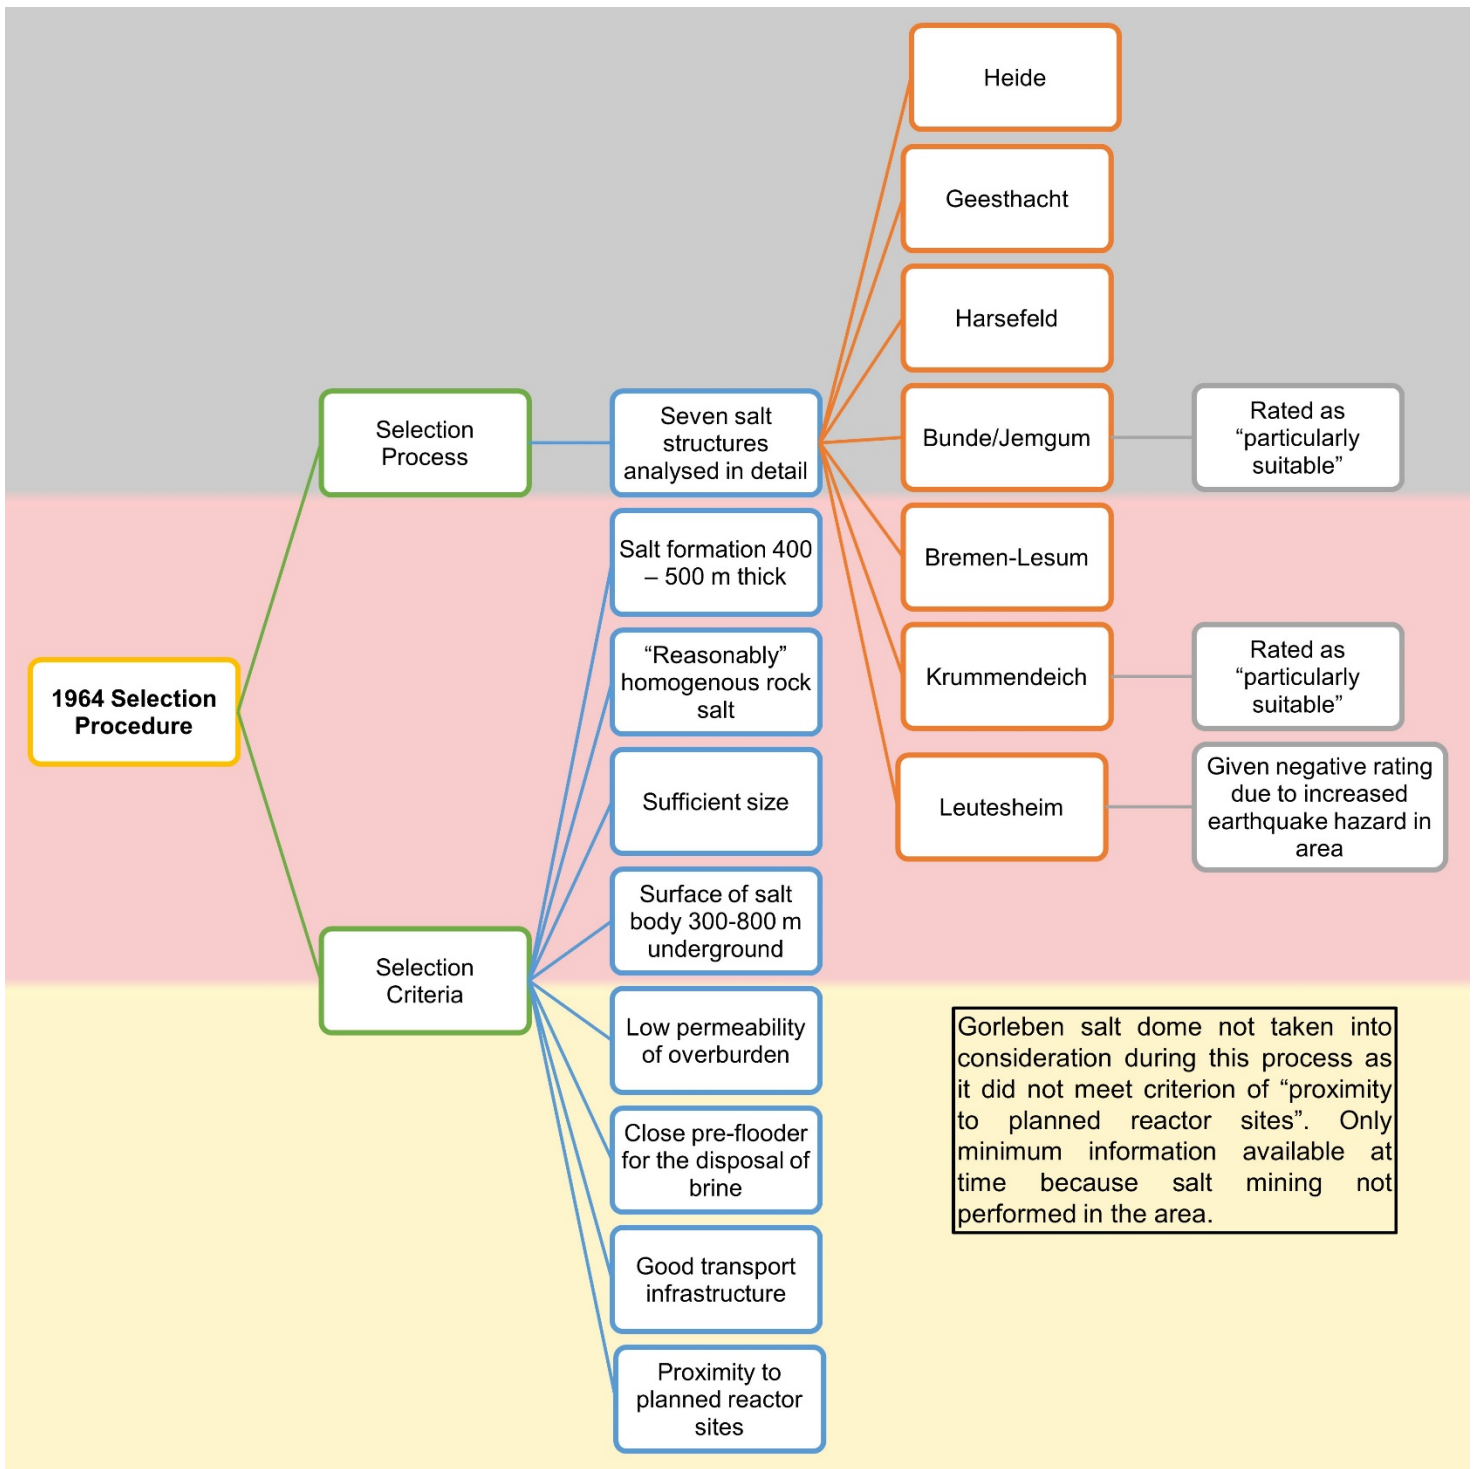 1964 Selection
Procedure
Selection
Process
Selection
Criteria
Seven salt
structures
analysed in detail
Salt formation 400
– 500 m thick
“Reasonably”
homogenous rock
salt
Sufficient size
Surface of salt
body 300-800 m
underground
Low permeability
of overburden
Close pre-flooder
for the disposal of
brine
Good transport
infrastructure
Proximity to
planned reactor
sites
Heide
Geesthacht
Harsefeld
Bunde/Jemgum
Bremen-Lesum
Krummendeich
Leutesheim
Rated as
“particularly
suitable”
Rated as
“particularly
suitable”
Given negative rating
due to increased
earthquake hazard in
area
Gorleben salt dome not taken into
consideration during this process as
it did not meet criterion of “proximity
to planned reactor sites”. Only
minimum information available at
time because salt mining not
performed in the area.